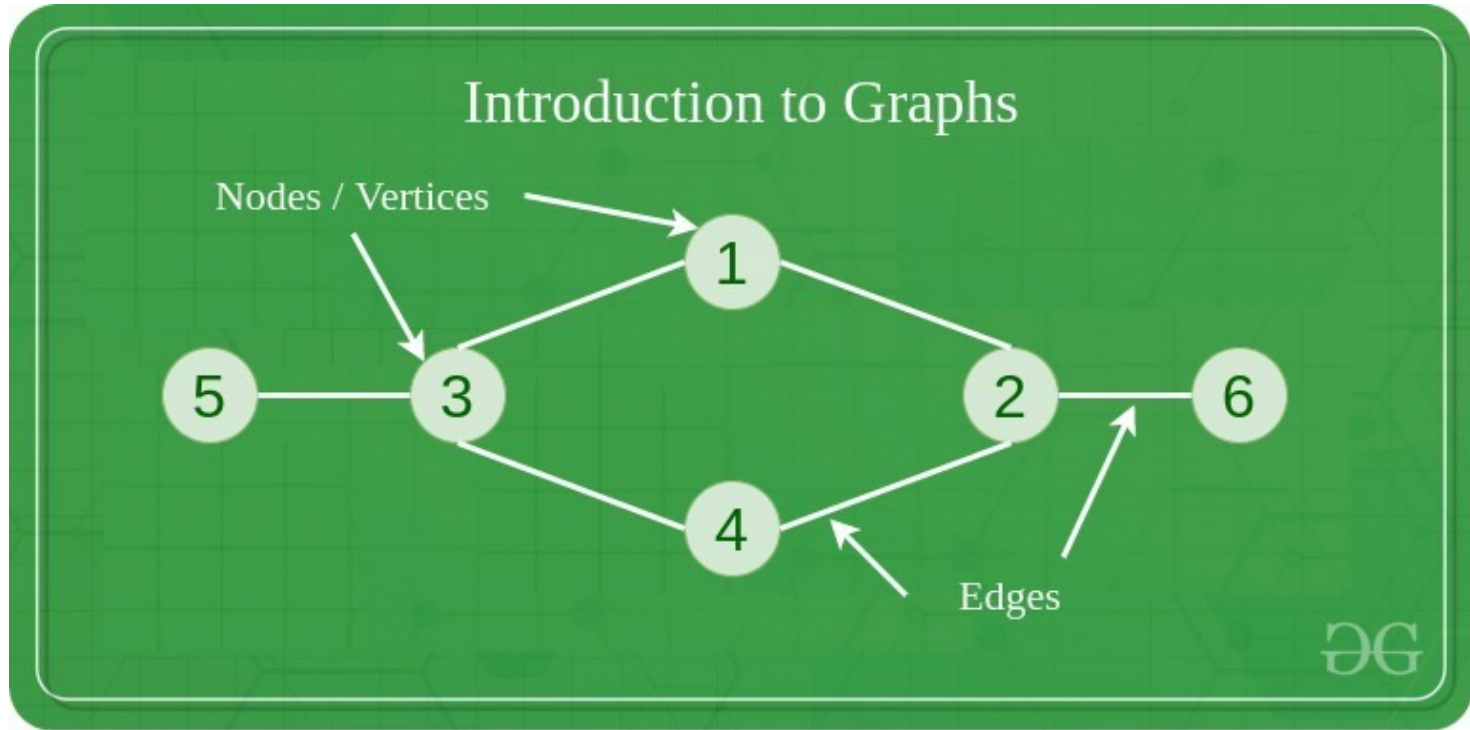 Introduction to Graphs
Nodes / Vertices
1
5 3 2 6
4
Edges